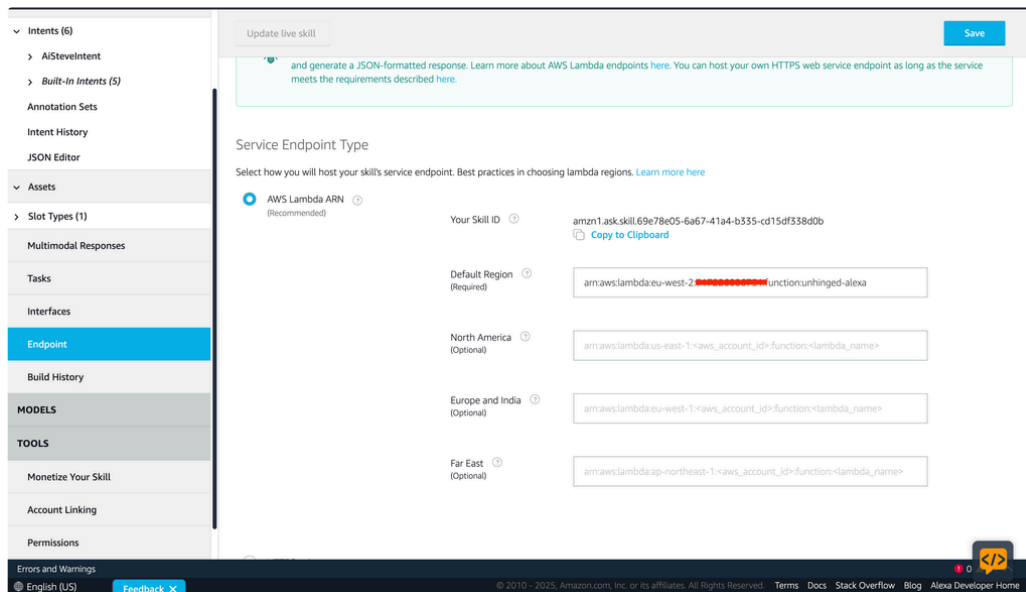 Intents (6)
AiSteveIntent
Built-In Intents (5)
Annotation Sets
Intent History
JSON Editor
Assets
Slot Types (1)
Multimodal Responses
Tasks
Interfaces
Endpoint
Build History
MODELS
TOOLS
Monetize Your Skill
Account Linking
Permissions
Update live skill
Save
and generate a JSON-formatted response. Learn more about AWS Lambda endpoints here. You can host your own HTTPS web service endpoint as long as the service
meets the requirements described here.
Service Endpoint Type
Select how you will host your skill's service endpoint. Best practices in choosing lambda regions. Learn more here
AWS Lambda ARN
(Recommended)
Your Skill ID
amzn1.ask.skill.69e78e05-6a67-41a4-b335-cd15df338d0b
Copy to Clipboard
Default Region
(Required)
arn:aws:lambda:eu-west-2: function:unhinged-alexa
North America
(Optional)
arn:aws:lambda:us-east-1:<aws_account_id>:function:<lambda_name>
Europe and India
(Optional)
arn:aws:lambda:eu-west-1:<aws_account_id>:function:<lambda_name>
Far East
(Optional)
arn:aws:lambda:ap-northeast-1:<aws_account_id>:function:<lambda_name>
Errors and Warnings
0
English (US)
Feedback
© 2010 - 2025, Amazon.com, Inc. or its affiliates. All Rights Reserved. Terms Docs Stack Overflow Blog Alexa Developer Home